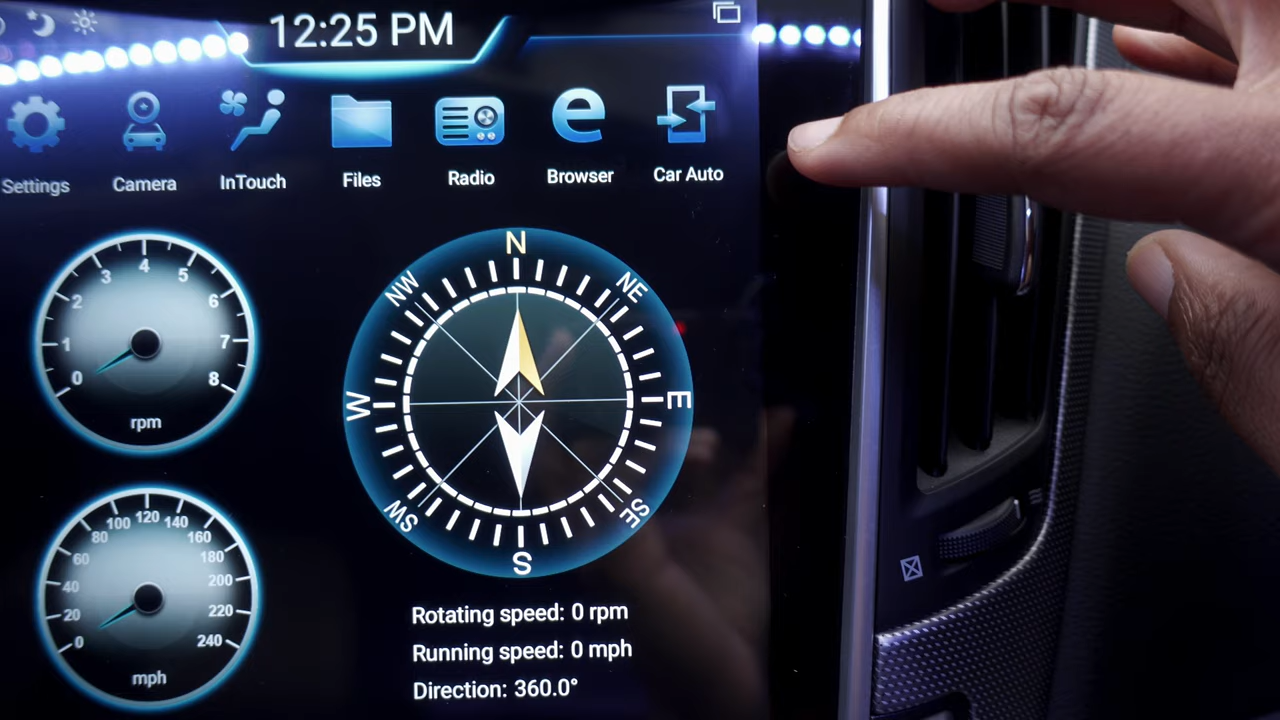 12:25 PM
Settings
Camera
InTouch
Files
Radio
Browser
Car Auto
0
1
2
3
4
5
6
7
8
rpm
N
NE
E
SE
S
SW
W
NW
0
20
40
60
80
100
120
140
160
180
200
220
240
mph
Rotating speed: 0 rpm
Running speed: 0 mph
Direction: 360.0°